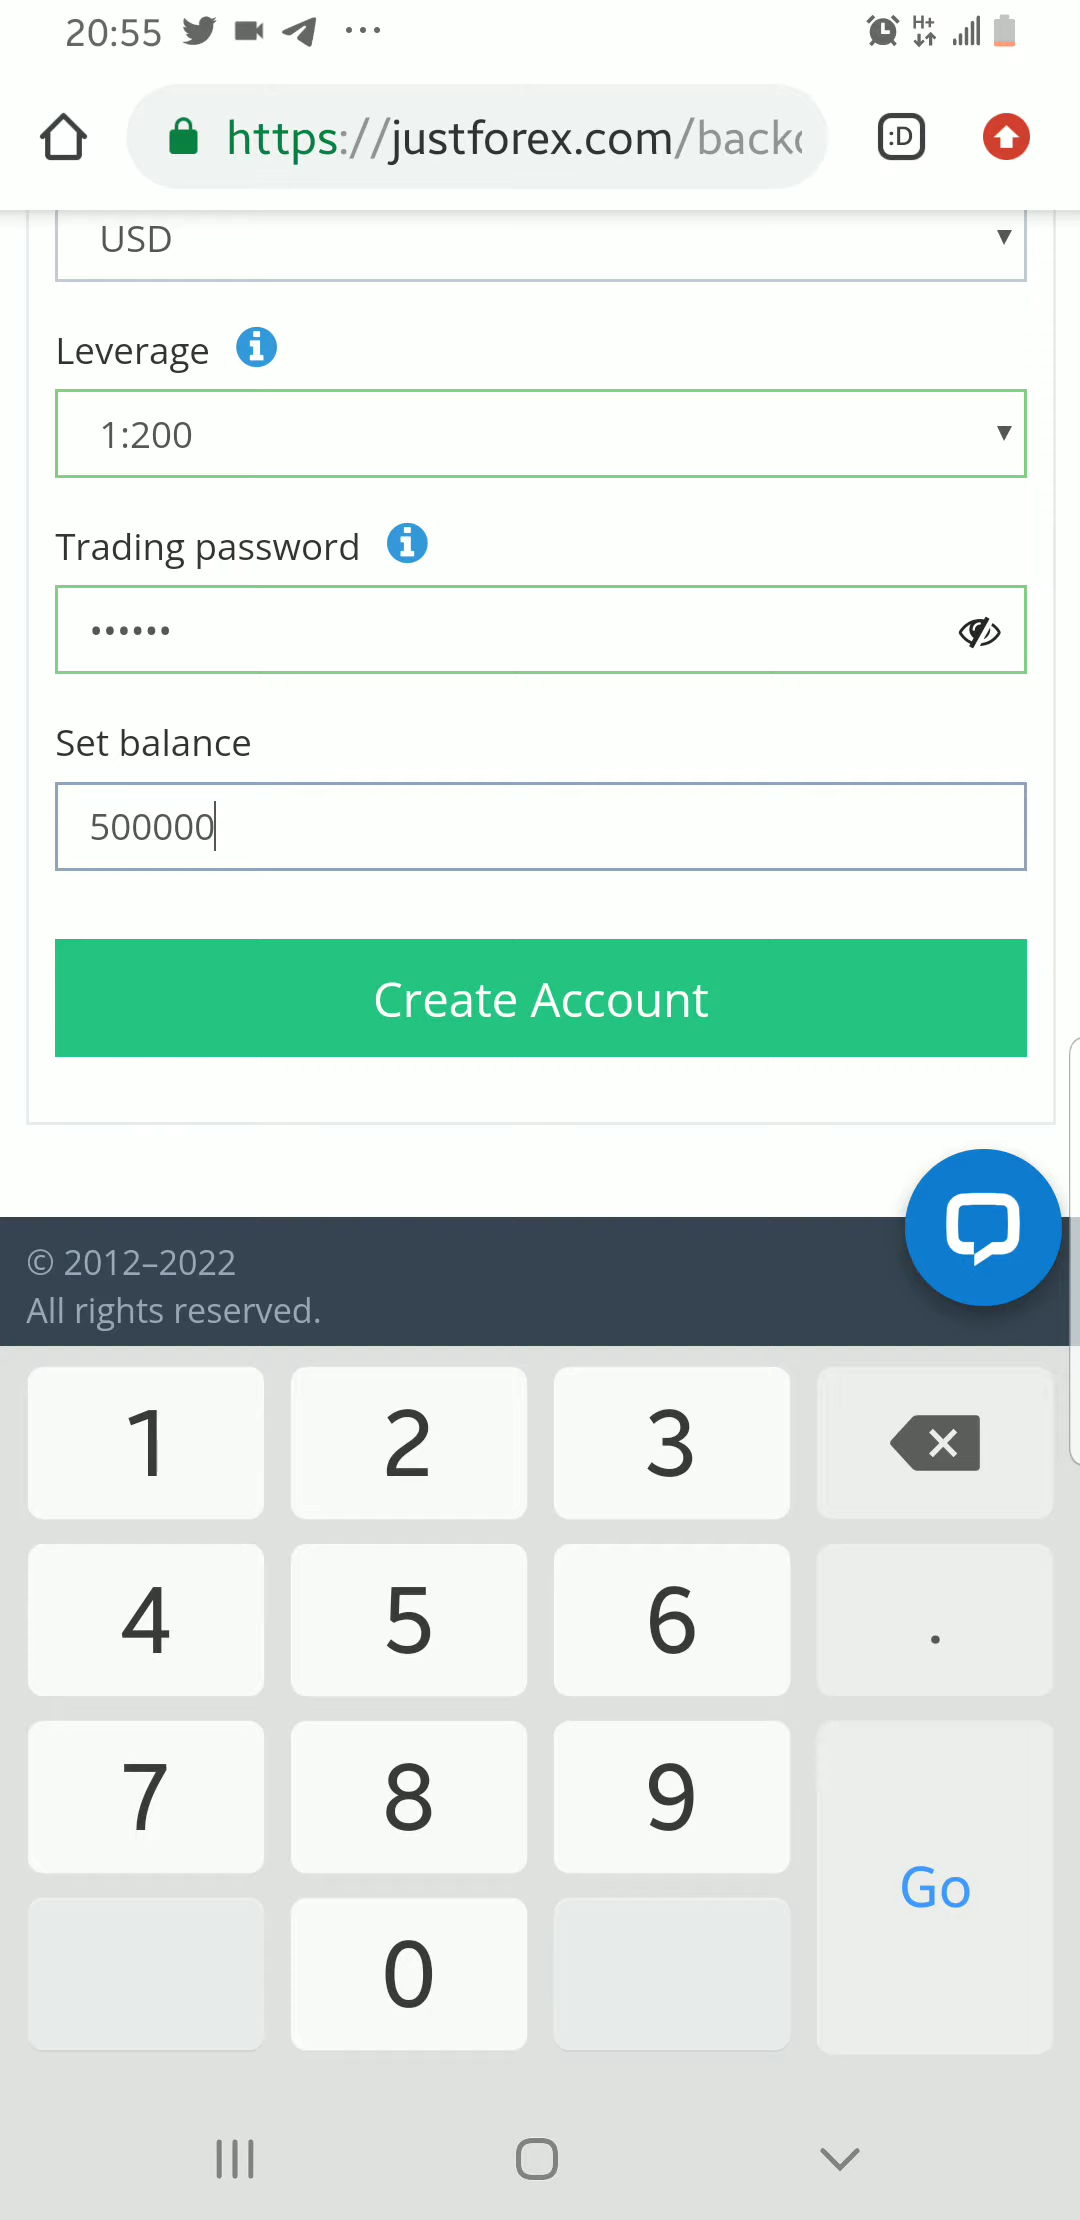 20:55
H+
https://justforex.com/back
:D
USD
Leverage
1:200
Trading password
••••••
Set balance
500000
Create Account
© 2012–2022
All rights reserved.
1 2 3
4 5 6 .
7 8 9
Go
0